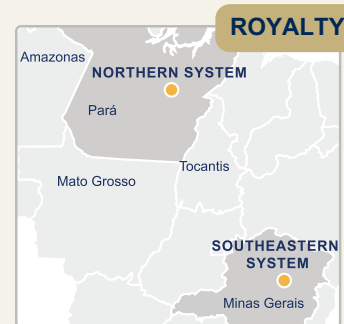 ROYALTY
Amazonas
NORTHERN SYSTEM
Pará
Tocantis
Mato Grosso
SOUTHEASTERN
SYSTEM
Minas Gerais